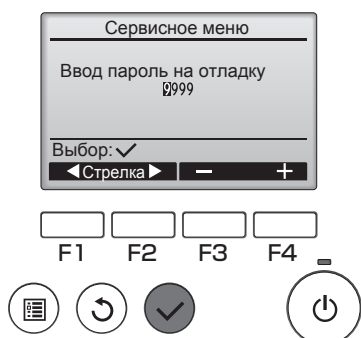 Сервисное меню
Ввод пароль на отладку
9999
Выбор:✓
◀Стрелка▶ − +
F1 F2 F3 F4